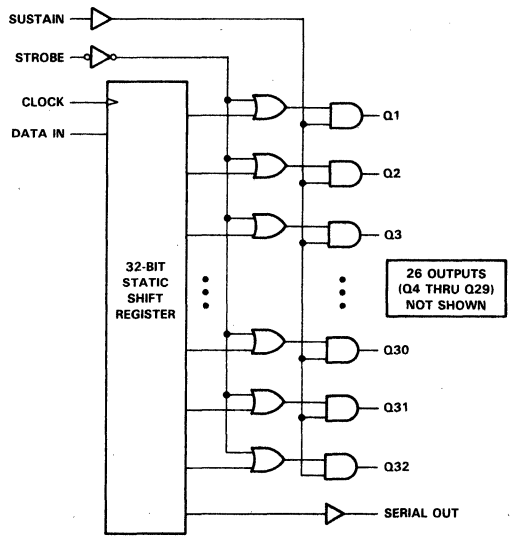 SUSTAIN
STROBE
CLOCK
DATA IN
32-BIT
STATIC
SHIFT
REGISTER
Q1
Q2
Q3
26 OUTPUTS
(Q4 THRU Q29)
NOT SHOWN
Q30
Q31
Q32
SERIAL OUT